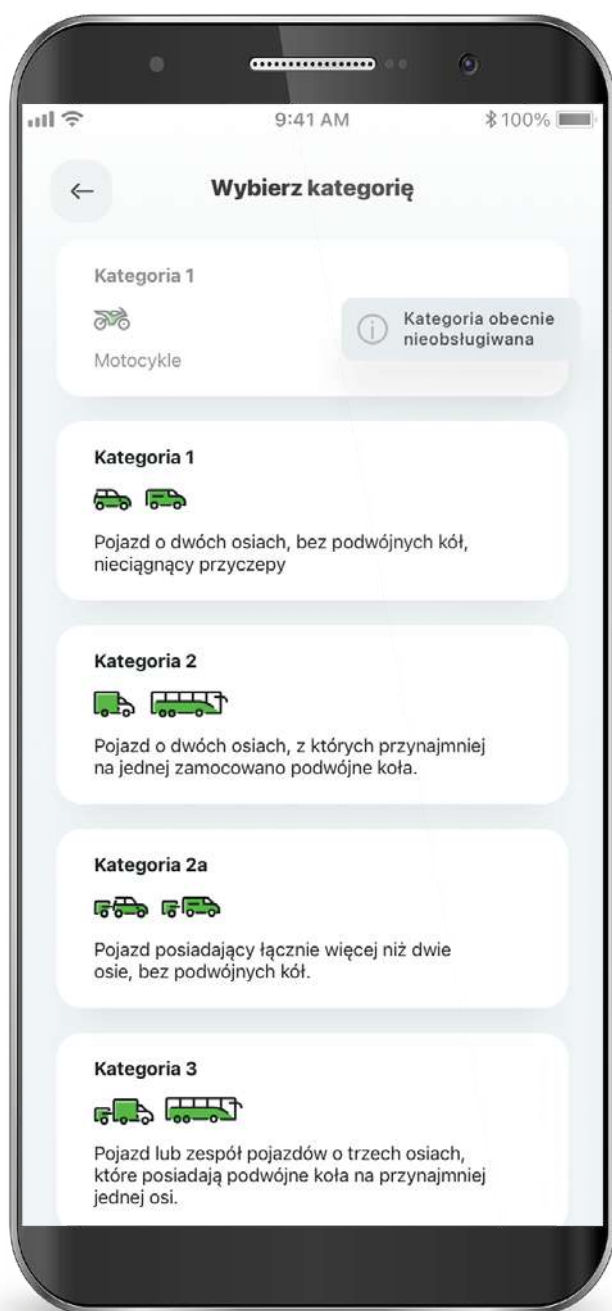 9:41 AM
100%
Wybierz kategorię
Kategoria 1
Kategoria obecnie
nieobsługiwana
Motocykle
Kategoria 1
Pojazd o dwóch osiach, bez podwójnych kół,
nieciągnący przyczepy
Kategoria 2
Pojazd o dwóch osiach, z których przynajmniej
na jednej zamocowano podwójne koła.
Kategoria 2a
Pojazd posiadający łącznie więcej niż dwie
osie, bez podwójnych kół.
Kategoria 3
Pojazd lub zespół pojazdów o trzech osiach,
które posiadają podwójne koła na przynajmniej
jednej osi.